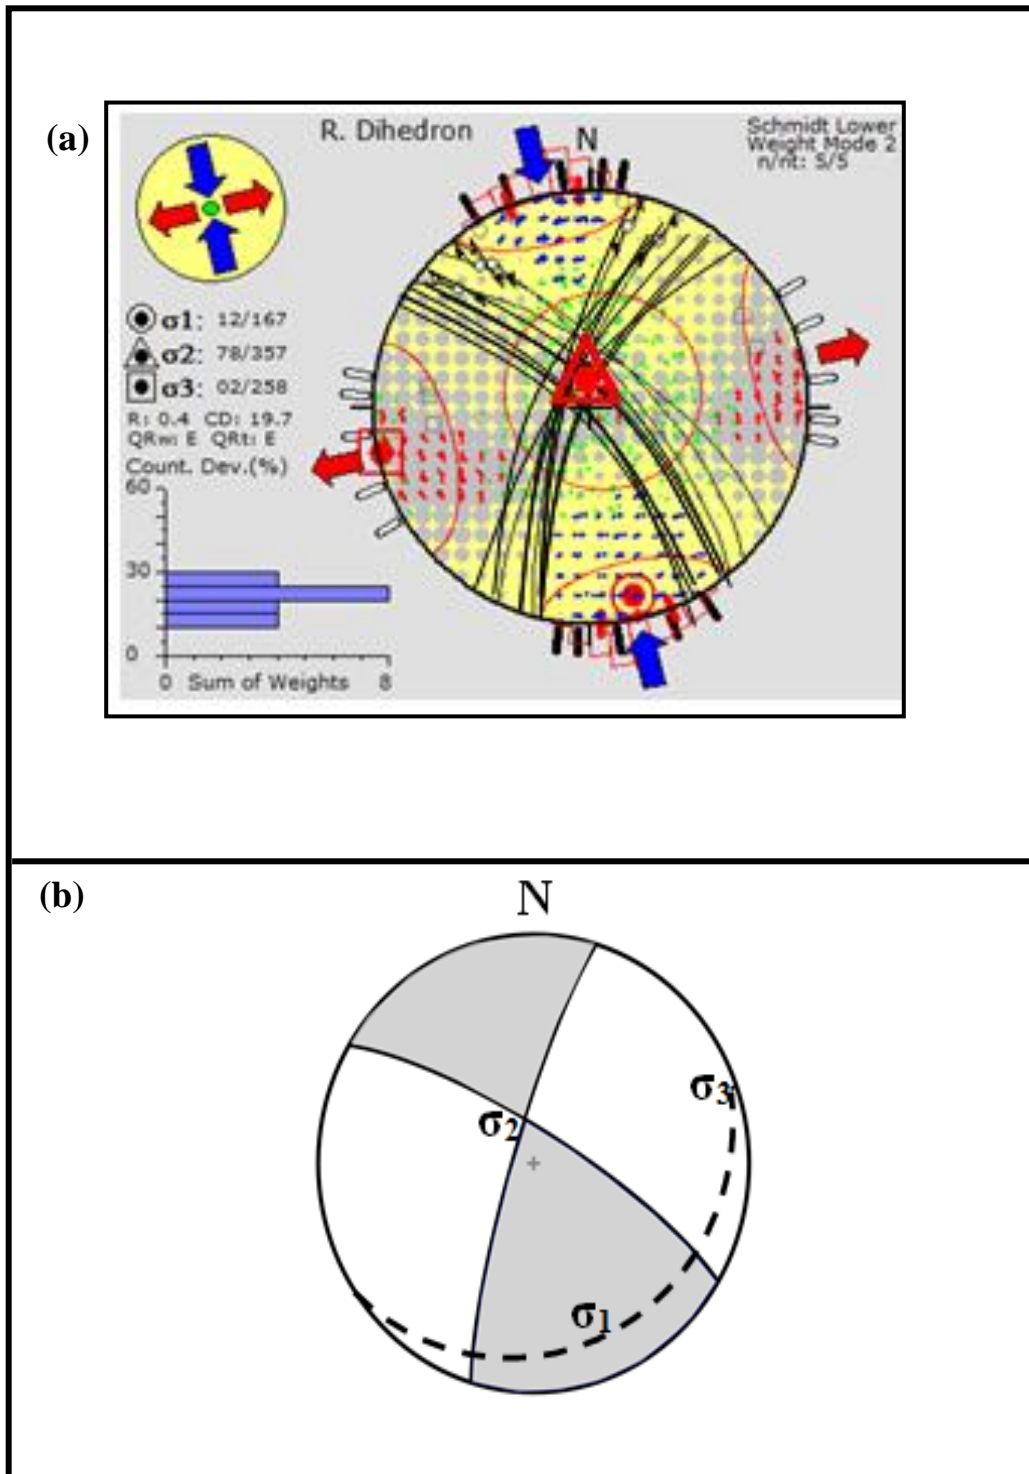 (a)
R. Dihedron
N
Schmidt Lower
Weight Mode 2
n/nt: 5/5
σ1: 12/167
σ2: 78/357
σ3: 02/258
R: 0.4 CD: 19.7
QRw: E QRt: E
Count. Dev.(%)
60
30
0
0 Sum of Weights 8
(b)
N
σ3
σ2
σ1